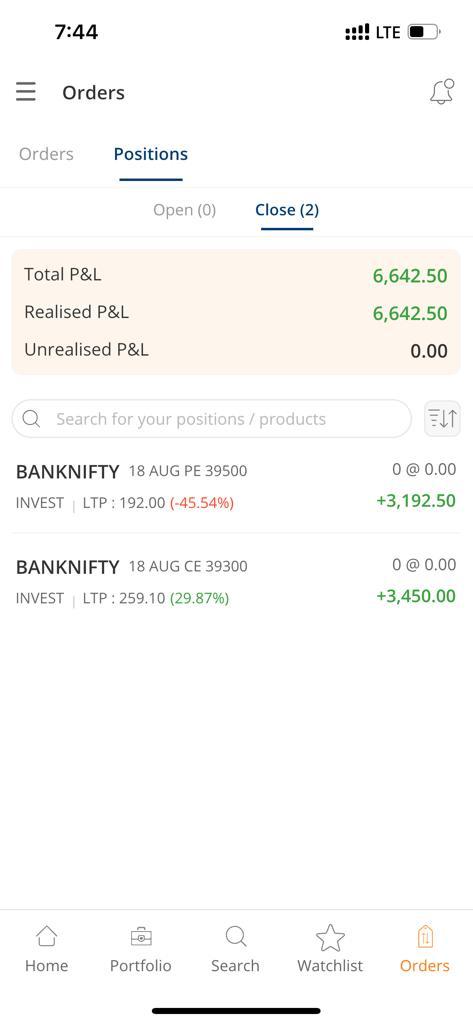 7:44 LTE
Orders
Orders Positions
Open (0) Close (2)
Total P&L 6,642.50
Realised P&L 6,642.50
Unrealised P&L 0.00
Search for your positions / products
BANKNIFTY 18 AUG PE 39500 0 @ 0.00
INVEST | LTP : 192.00 (-45.54%) +3,192.50
BANKNIFTY 18 AUG CE 39300 0 @ 0.00
INVEST | LTP : 259.10 (29.87%) +3,450.00
Home Portfolio Search Watchlist Orders